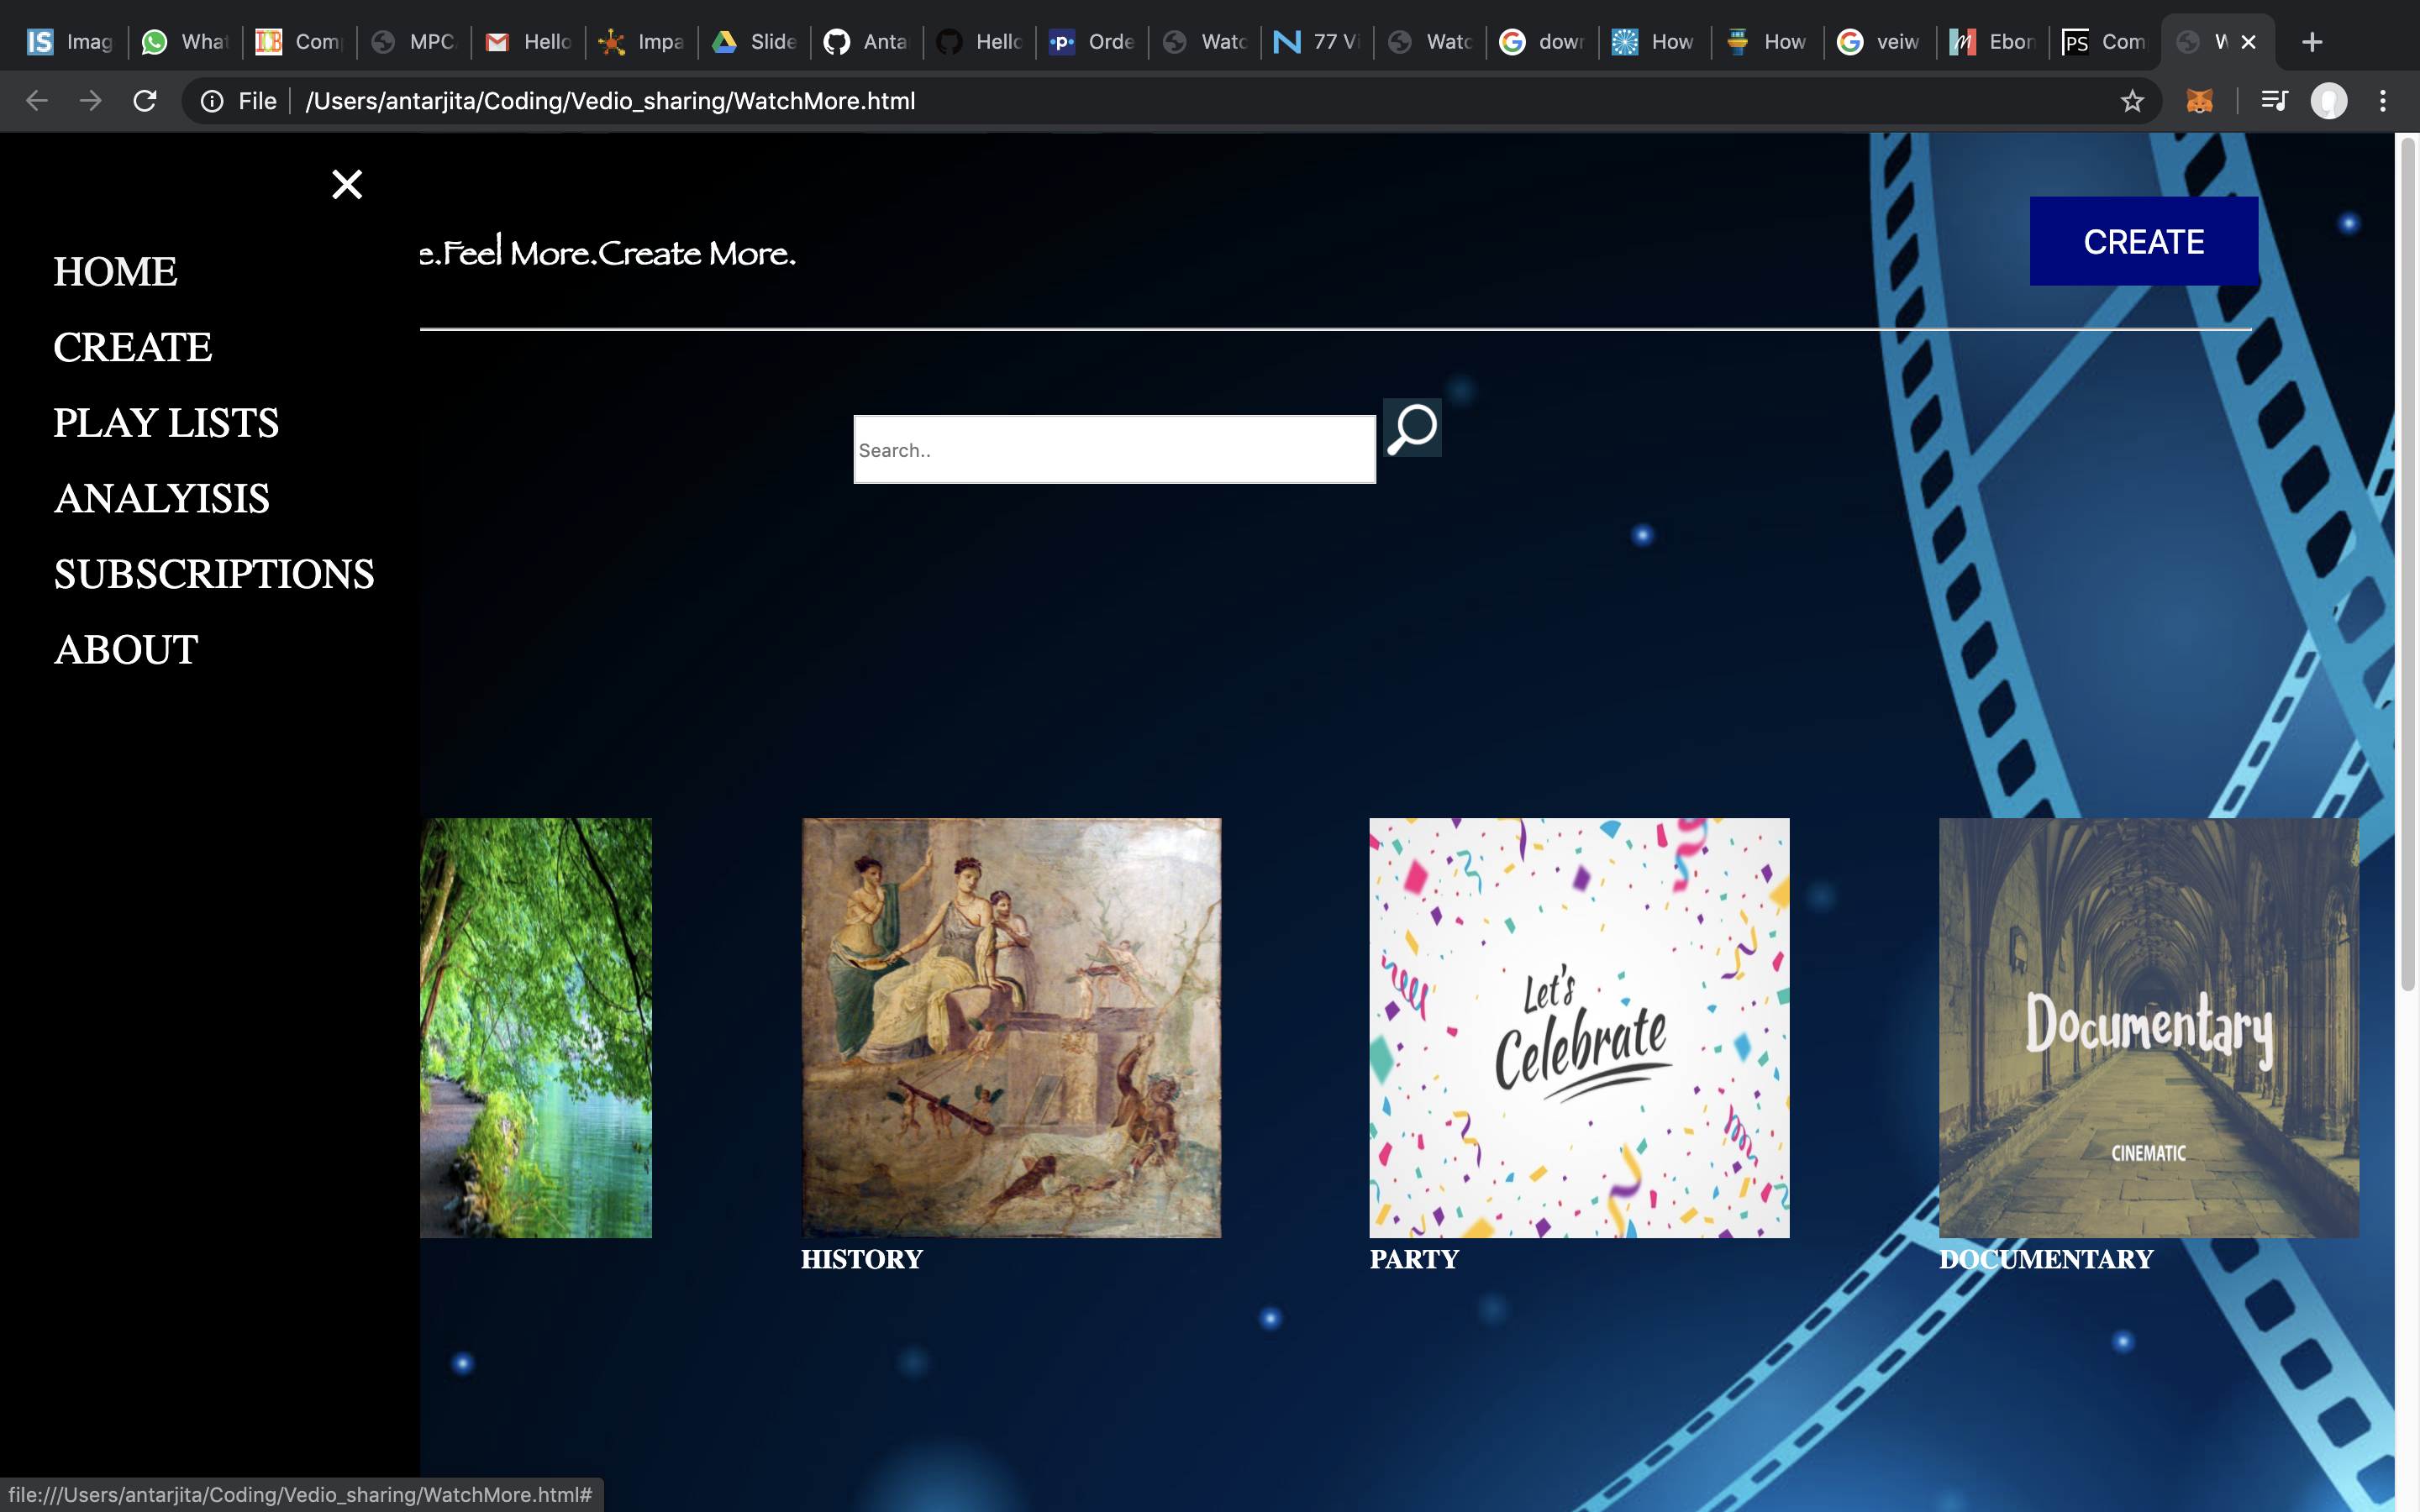 Imag
What
Com
MPC
Hello
Impa
Slide
Anta
Hello
Orde
Watc
77 Vi
Watc
dow
How
How
veiw
Ebon
Com
File /Users/antarjita/Coding/Vedio_sharing/WatchMore.html
HOME
CREATE
PLAY LISTS
ANALYISIS
SUBSCRIPTIONS
ABOUT
e.Feel More.Create More.
CREATE
Search..
Let's
Celebrate
Documentary
CINEMATIC
HISTORY
PARTY
DOCUMENTARY
file:///Users/antarjita/Coding/Vedio_sharing/WatchMore.html#